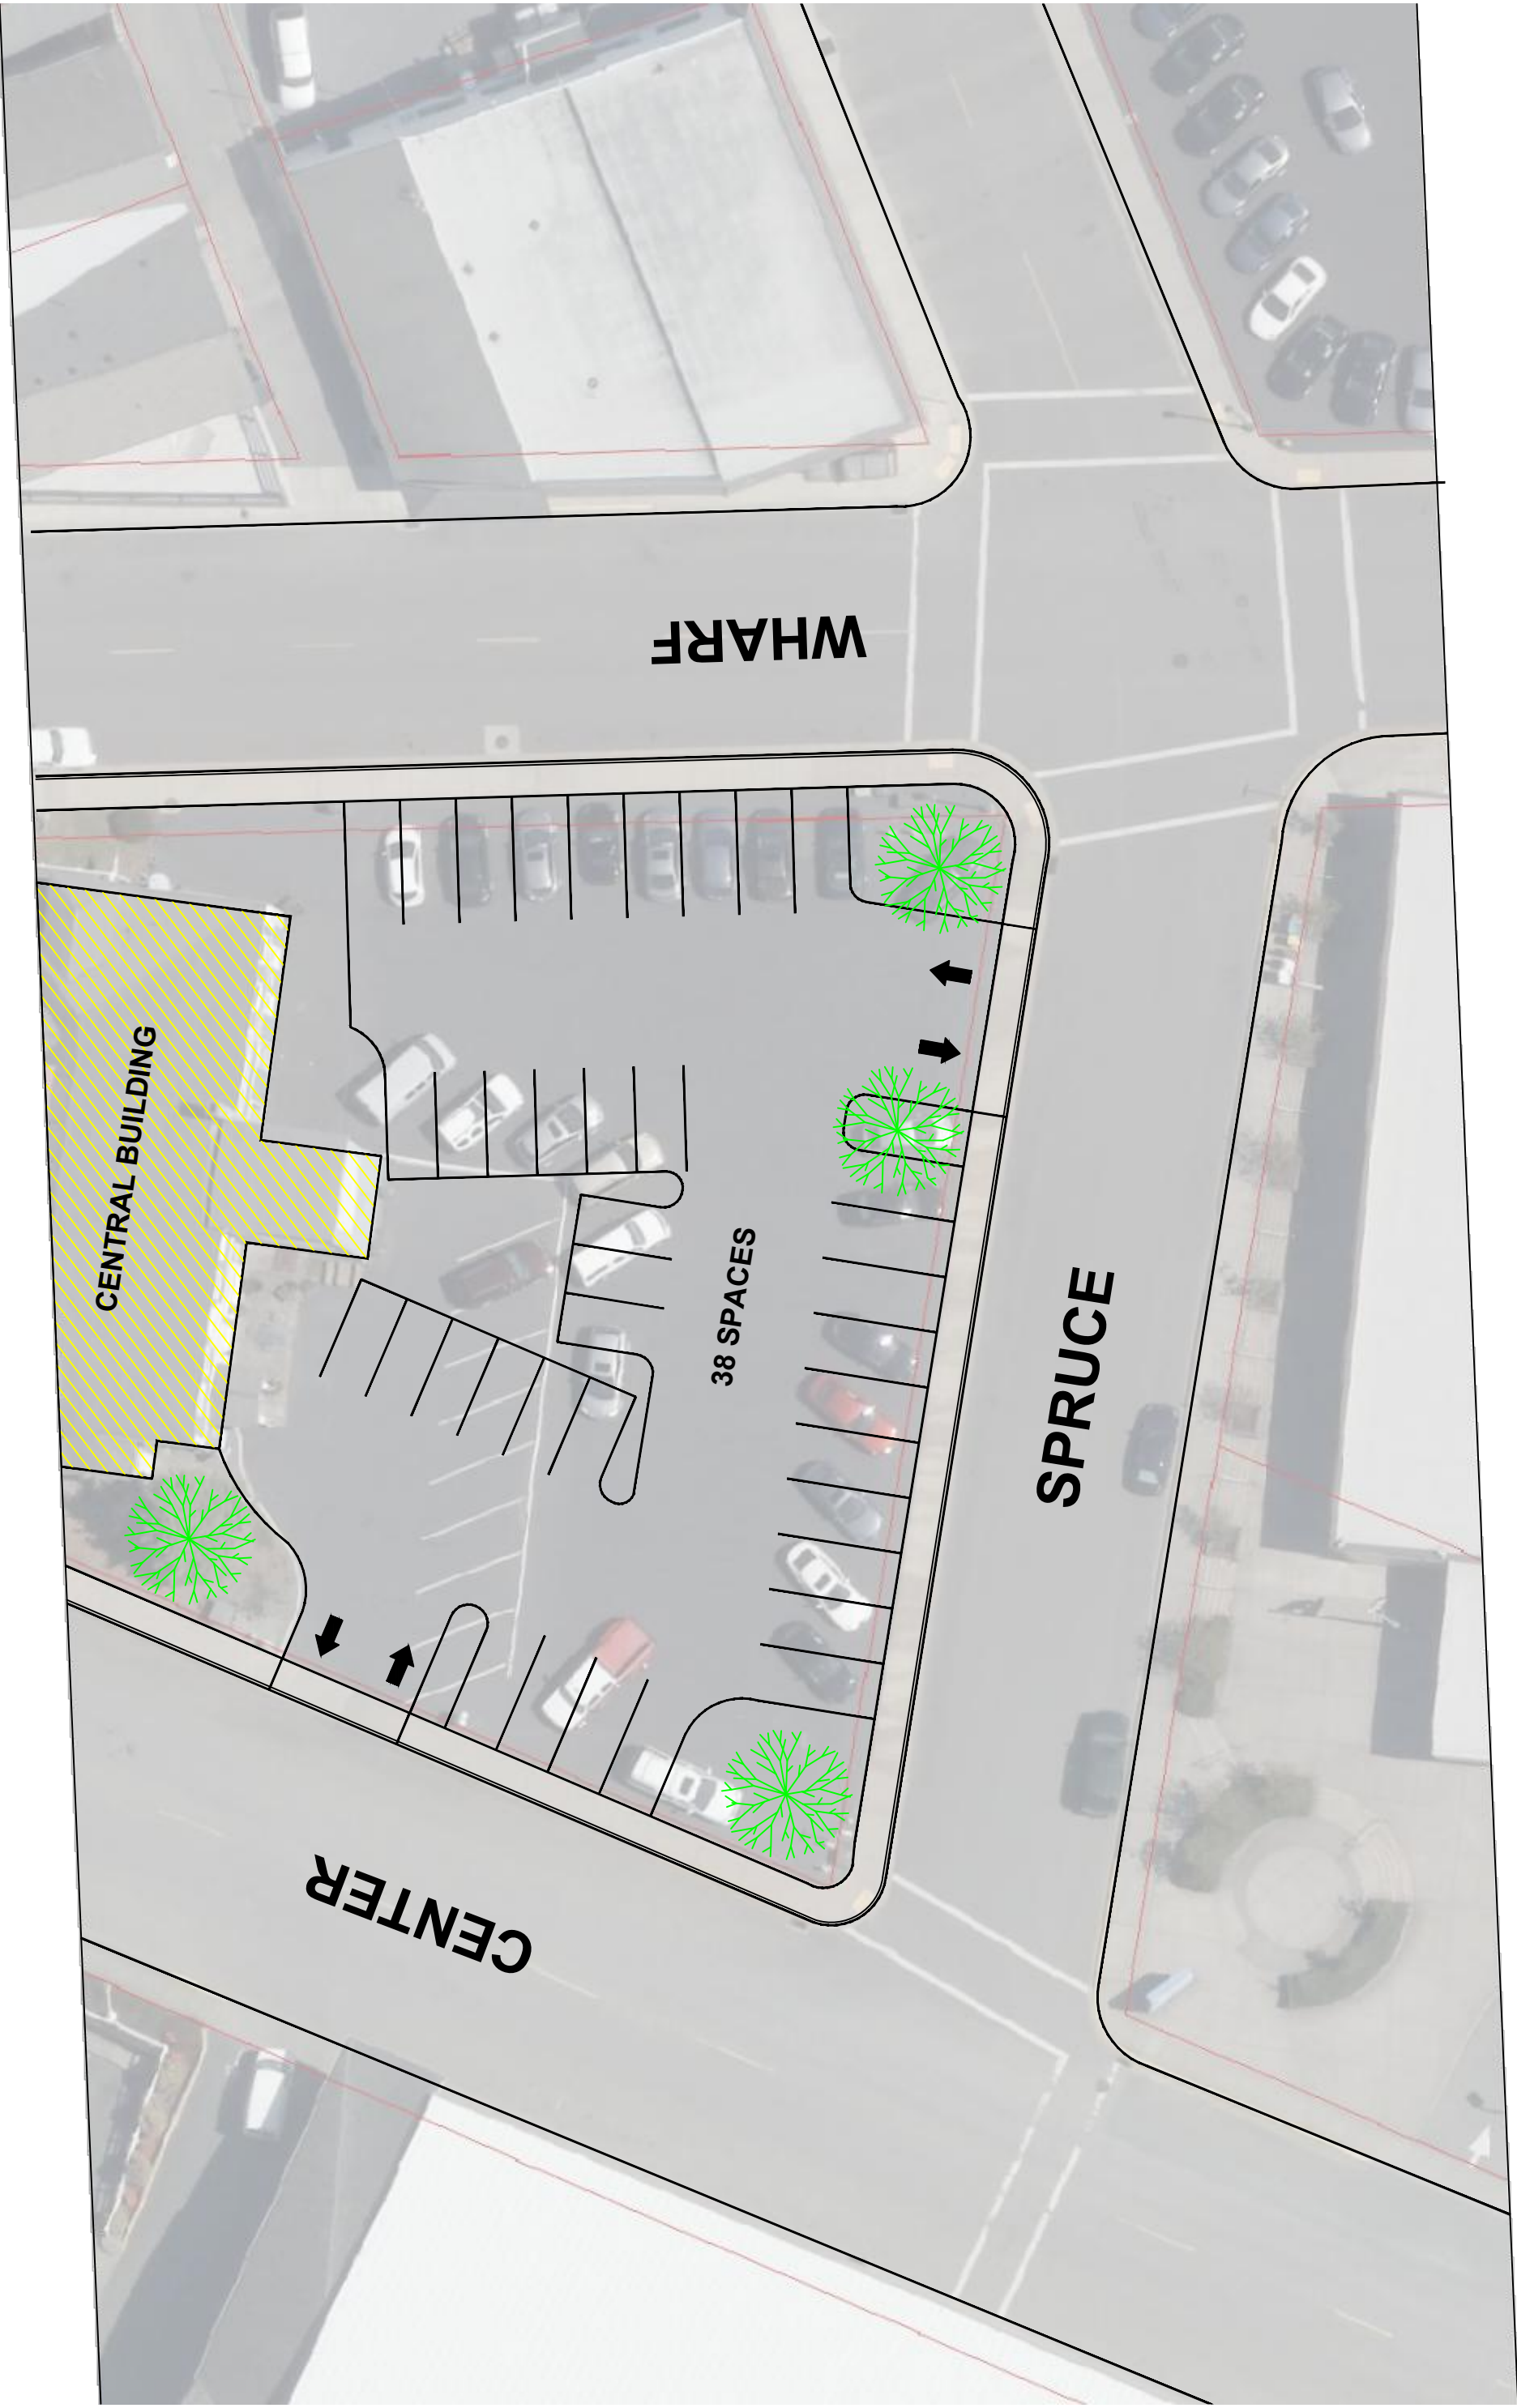 WHARF
CENTRAL BUILDING
38 SPACES
SPRUCE
CENTER